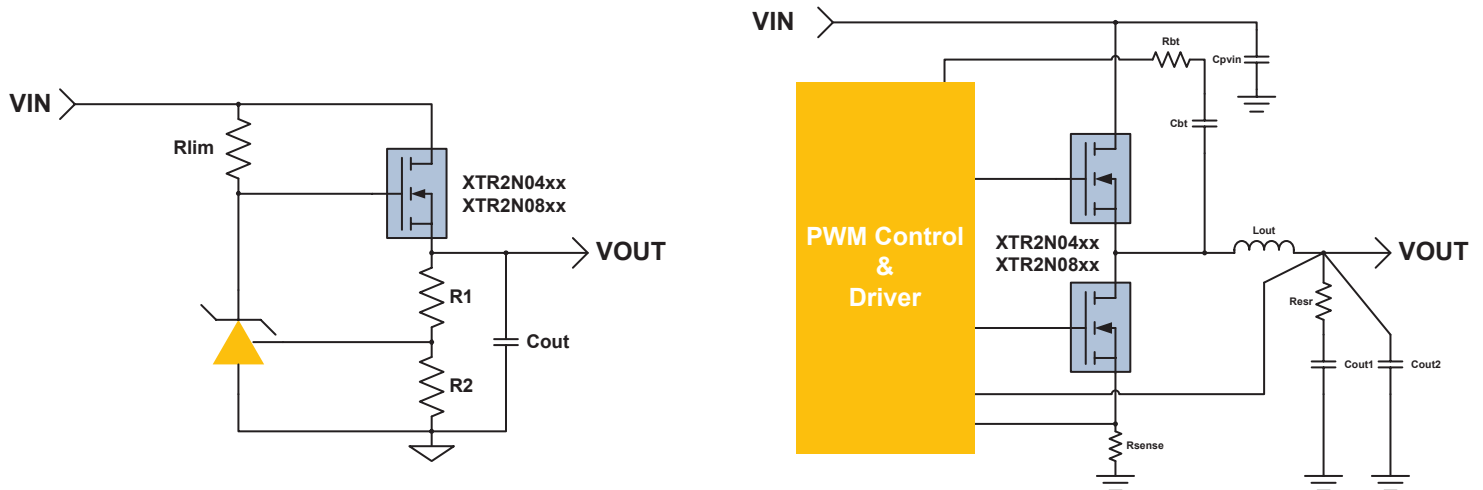 VIN
Rlim
XTR2N04xx
XTR2N08xx
VOUT
R1
Cout
R2
VIN
Rbt
Cpvin
Cbt
PWM Control
&
Driver
XTR2N04xx
XTR2N08xx
Lout
VOUT
Resr
Cout1
Cout2
Rsense